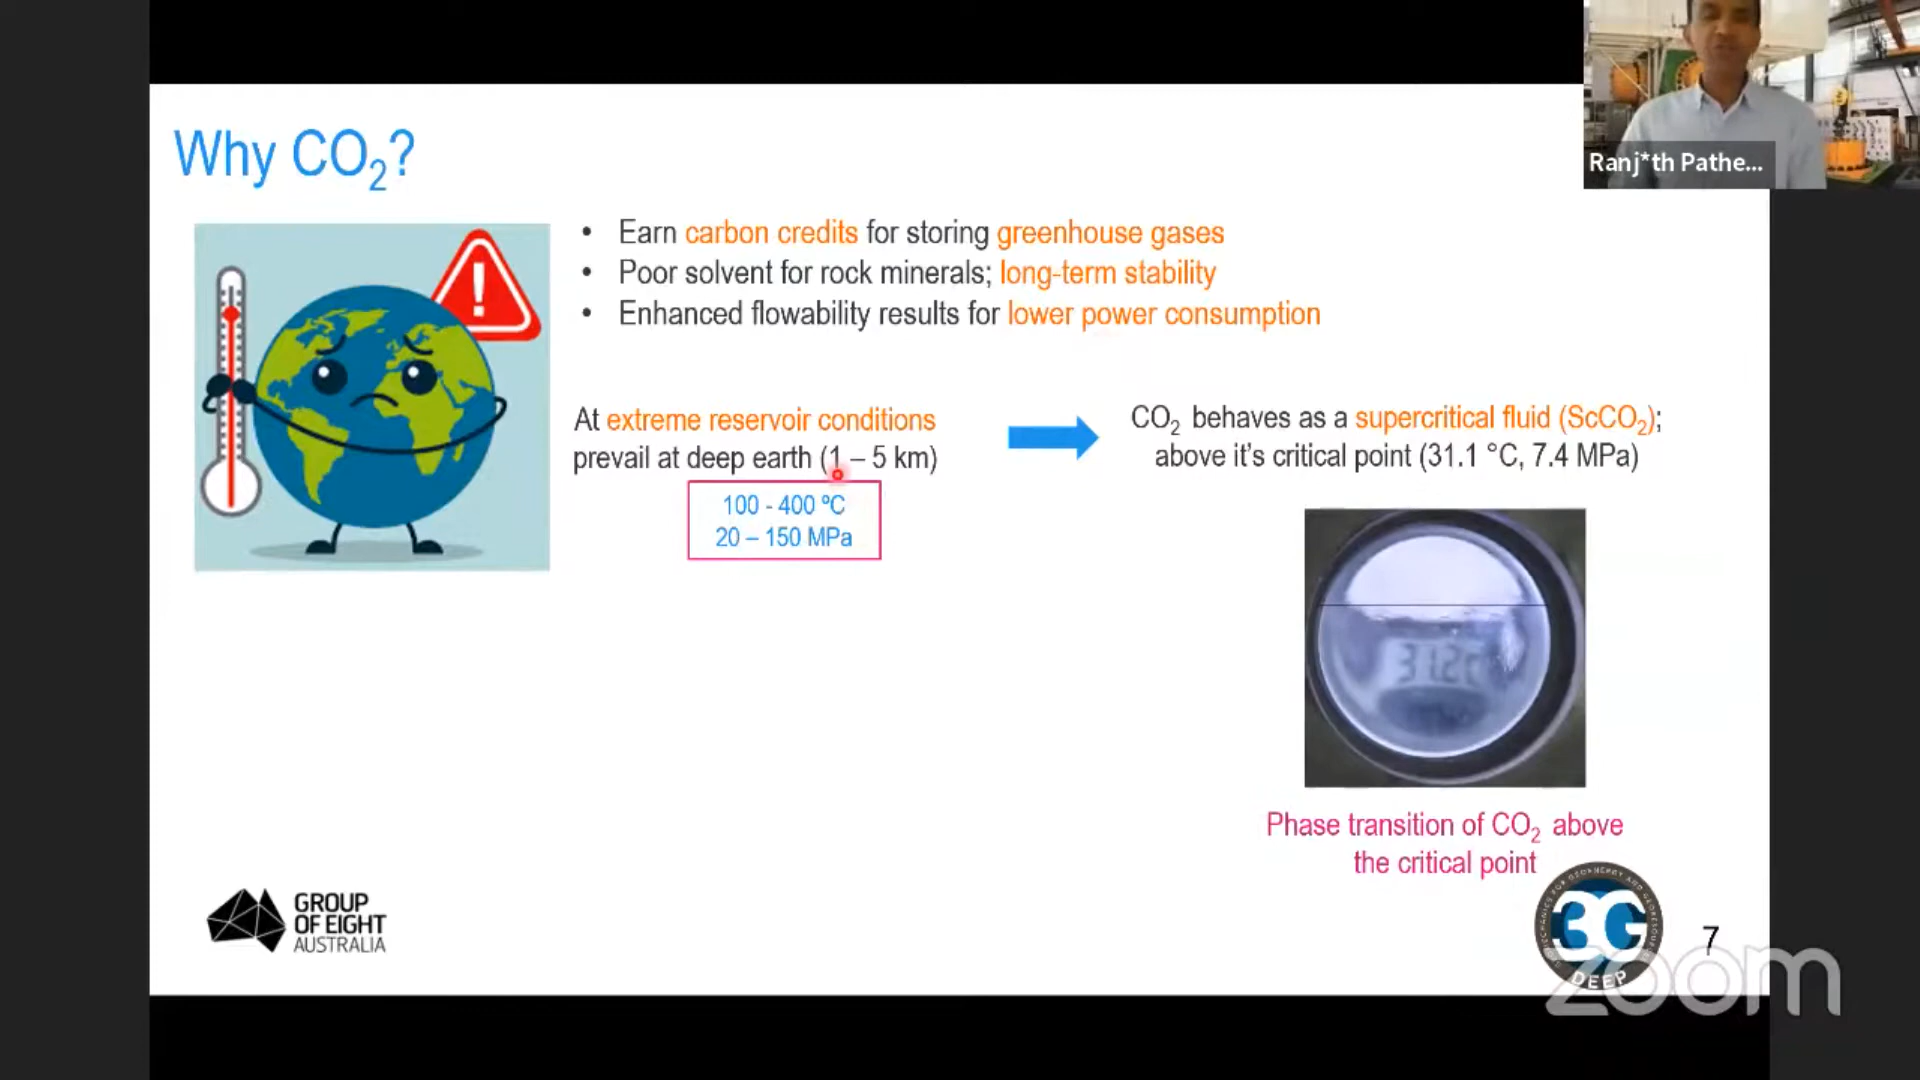 Why CO₂?
Ranj*th Pathe...
• Earn carbon credits for storing greenhouse gases
• Poor solvent for rock minerals; long-term stability
• Enhanced flowability results for lower power consumption
At extreme reservoir conditions
prevail at deep earth (1 – 5 km)
100 - 400 ºC
20 – 150 MPa
CO₂ behaves as a supercritical fluid (ScCO₂);
above it's critical point (31.1 °C, 7.4 MPa)
Phase transition of CO₂ above
the critical point
GROUP
OF EIGHT
AUSTRALIA
3G
DEEP
7
zoom